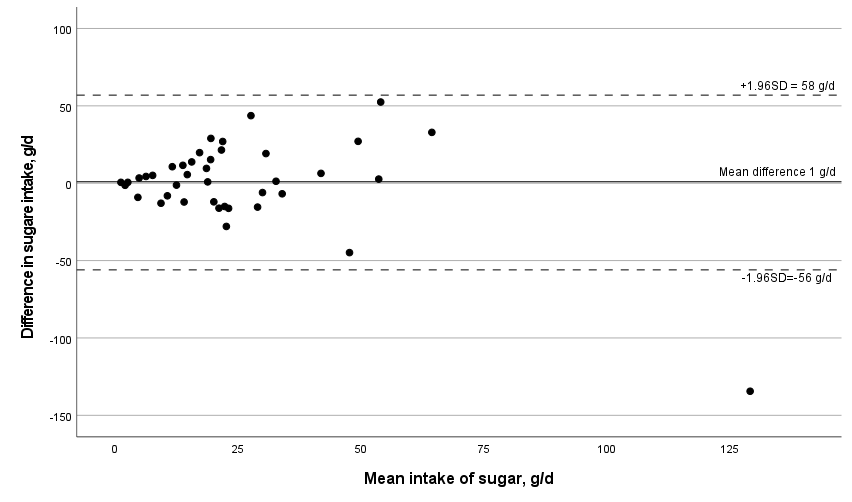 100
50
0
-50
-100
-150
Difference in sugare intake, g/d
+1.96SD = 58 g/d
Mean difference 1 g/d
-1.96SD=-56 g/d
0
25
50
75
100
125
Mean intake of sugar, g/d